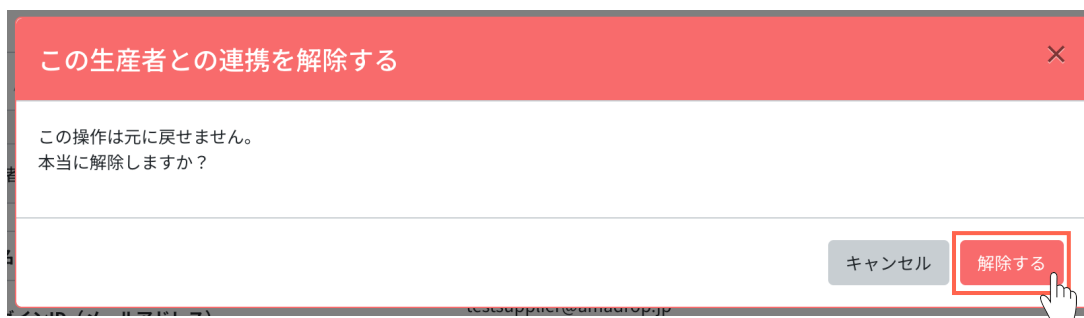 この生産者との連携を解除する
×
この操作は元に戻せません。
本当に解除しますか？
キャンセル
解除する